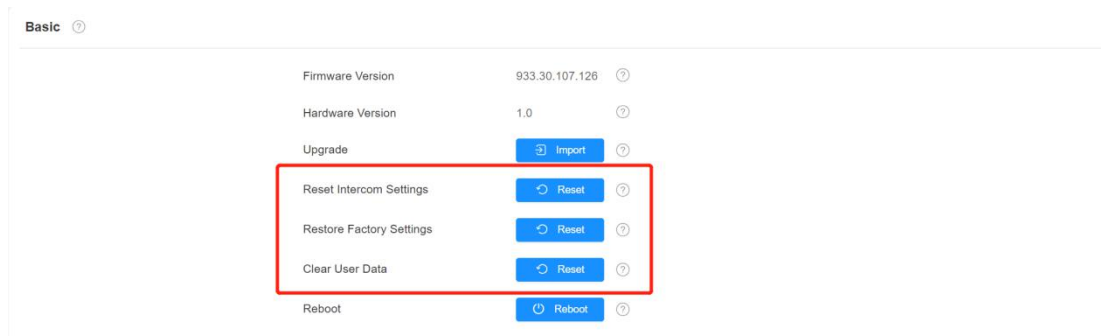 Basic ?
Firmware Version 933.30.107.126 ?
Hardware Version 1.0 ?
Upgrade Import ?
Reset Intercom Settings Reset ?
Restore Factory Settings Reset ?
Clear User Data Reset ?
Reboot Reboot ?